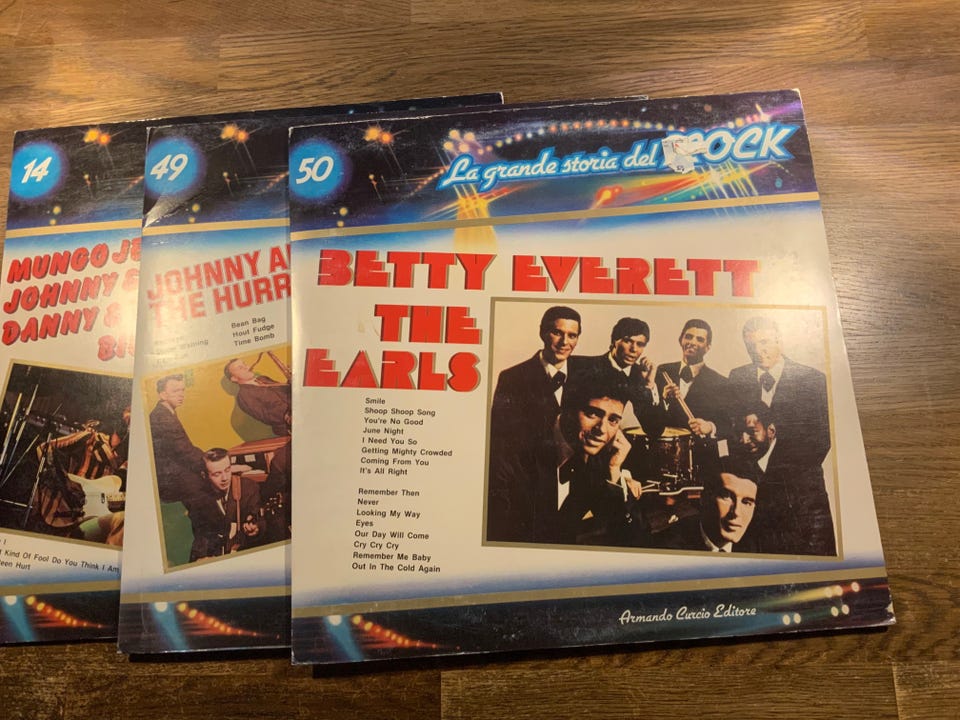 14
MUNGO JE
JOHNNY &
DANNY &
I
Kind Of Fool Do You Think I Am
een Hurt
49
JOHNNY A
THE HURR
Bean Bag
Hout Fudge
Time Bomb
50
La grande storia del ROCK
BETTY EVERETT
THE
EARLS
Smile
Shoop Shoop Song
You're No Good
June Night
I Need You So
Getting Mighty Crowded
Coming From You
It's All Right
Remember Then
Never
Looking My Way
Eyes
Our Day Will Come
Cry Cry Cry
Remember Me Baby
Out In The Cold Again
Armando Curcio Editore